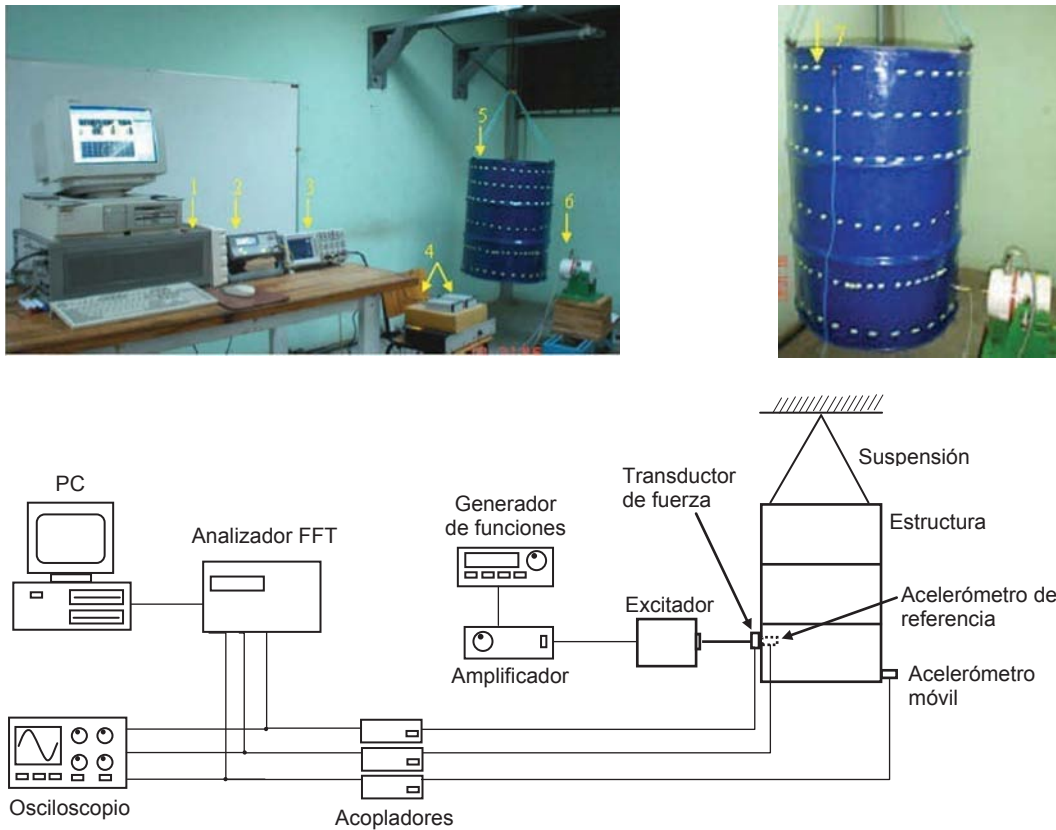 1
2
3
4
5
6
7
PC
Analizador FFT
Generador
de funciones
Transductor
de fuerza
Suspensión
Estructura
Excitador
Amplificador
Acelerómetro de
referencia
Acelerómetro
móvil
Osciloscopio
Acopladores